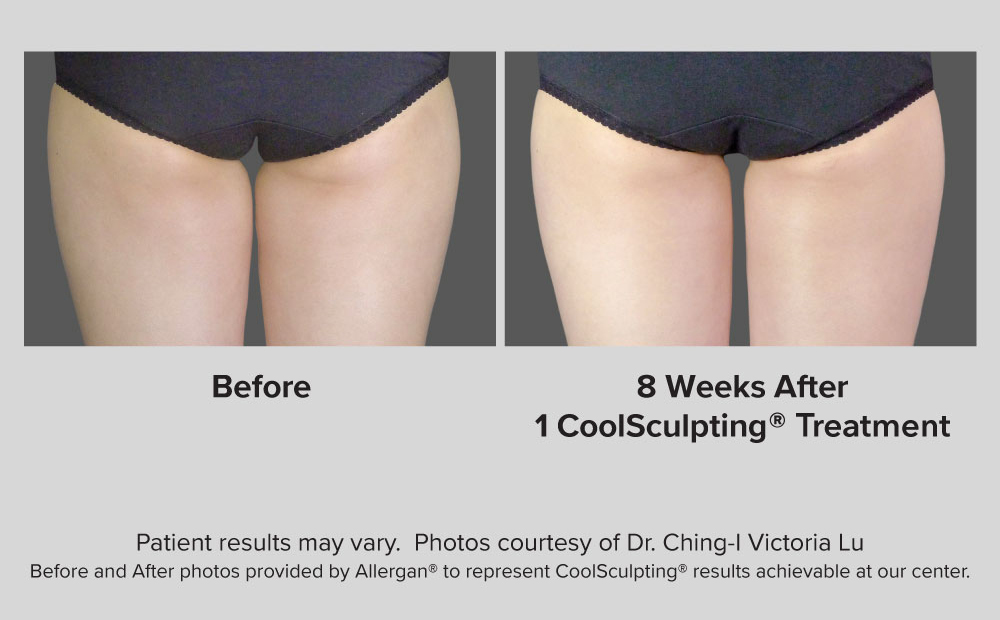 Before
8 Weeks After
1 CoolSculpting® Treatment
Patient results may vary.  Photos courtesy of Dr. Ching-I Victoria Lu
Before and After photos provided by Allergan® to represent CoolSculpting® results achievable at our center.